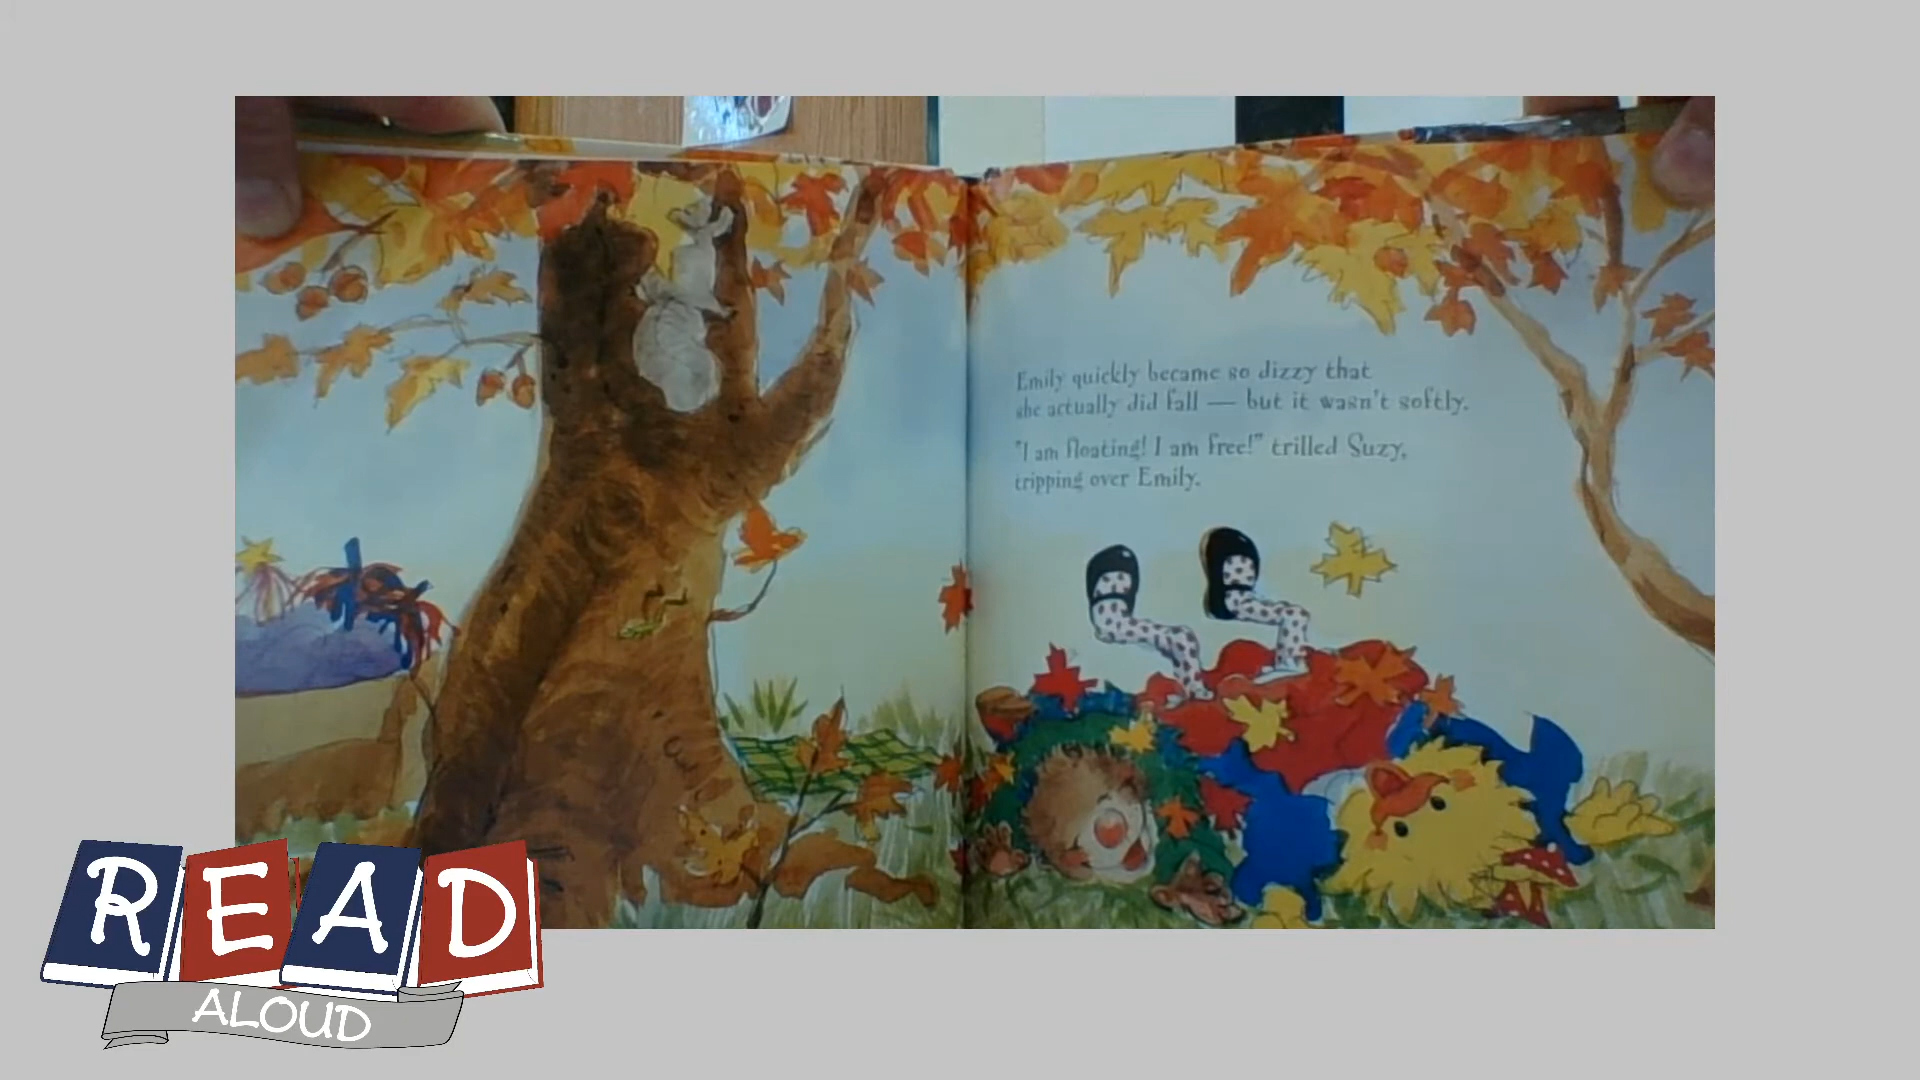 Emily quickly became so dizzy that
she actually did fall — but it wasn't softly.
"I am floating! I am free!" trilled Suzy,
tripping over Emily.
READ
ALOUD